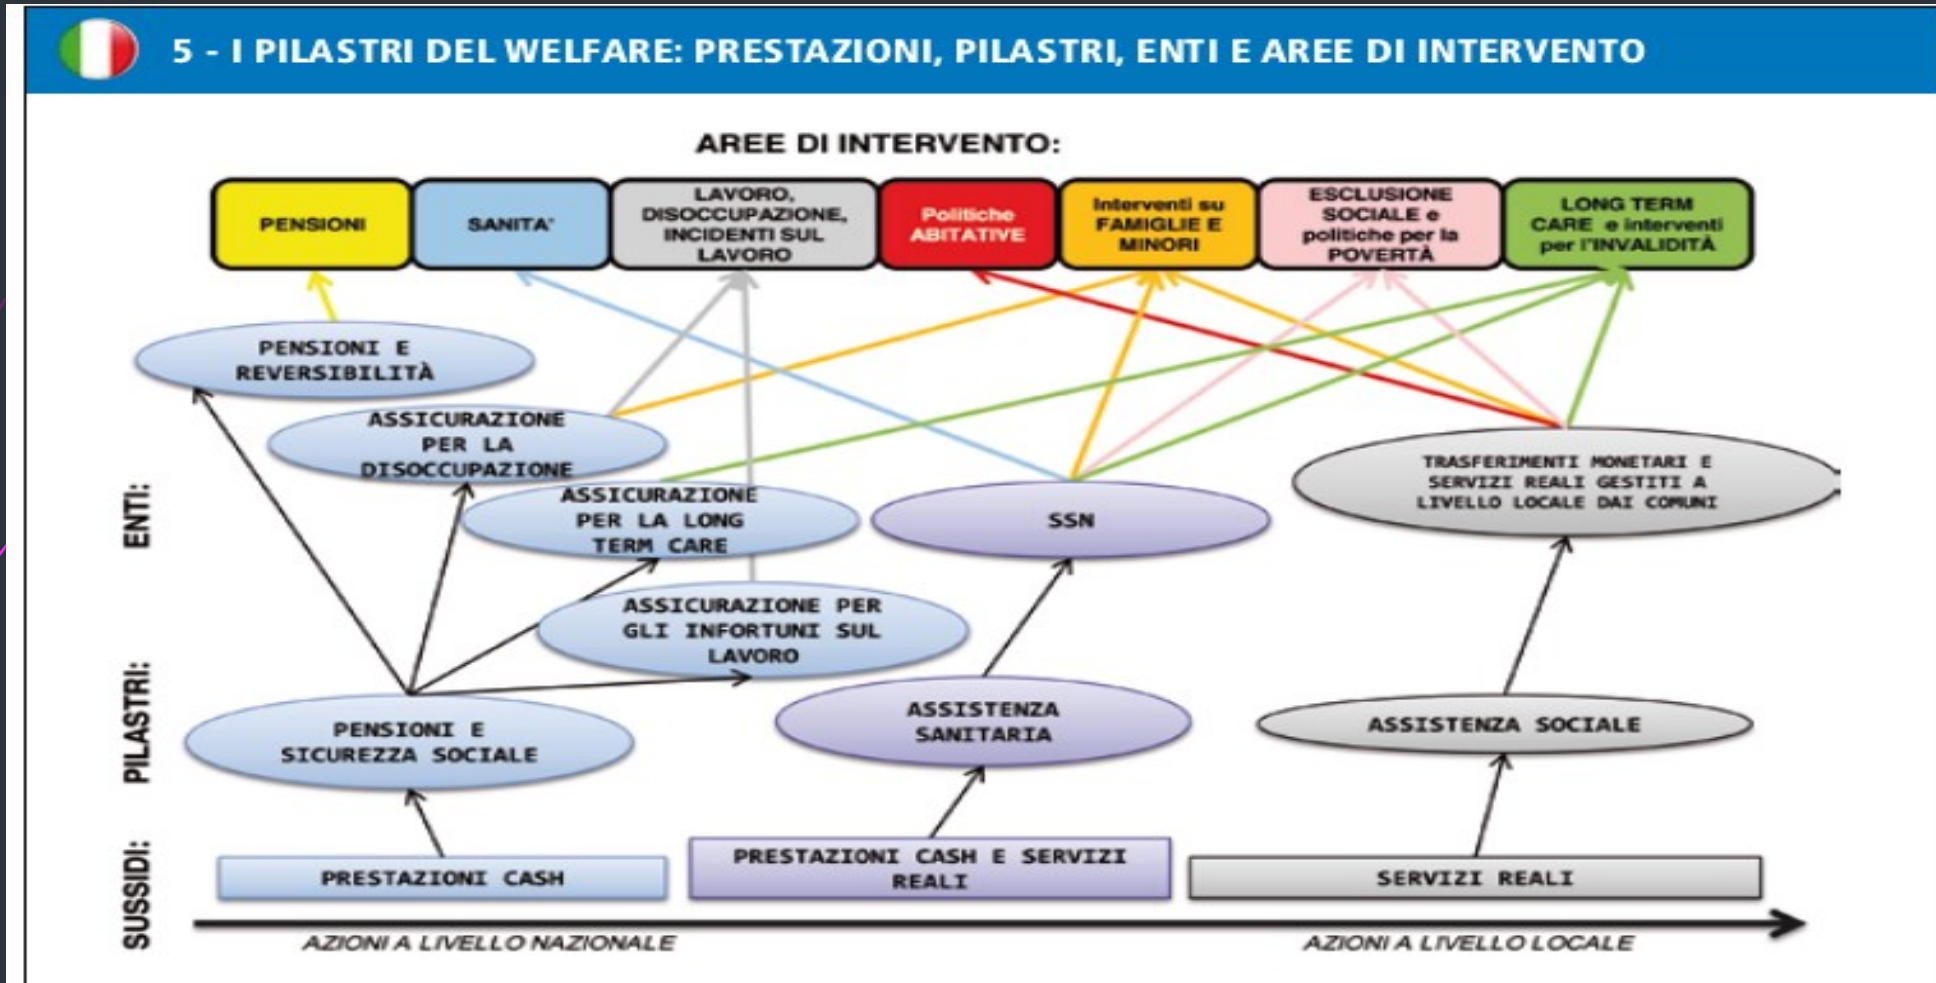 5 - I PILASTRI DEL WELFARE: PRESTAZIONI, PILASTRI, ENTI E AREE DI INTERVENTO
AREE DI INTERVENTO:
PENSIONI
SANITA'
LAVORO,
DISOCCUPAZIONE,
INCIDENTI SUL
LAVORO
Politiche
ABITATIVE
Interventi su
FAMIGLIE E
MINORI
ESCLUSIONE
SOCIALE e
politiche per la
POVERTÀ
LONG TERM
CARE e interventi
per l'INVALIDITÀ
ENTI:
PENSIONI E
REVERSIBILITÀ
ASSICURAZIONE
PER LA
DISOCCUPAZIONE
ASSICURAZIONE
PER LA LONG
TERM CARE
ASSICURAZIONE PER
GLI INFORTUNI SUL
LAVORO
SSN
TRASFERIMENTI MONETARI E
SERVIZI REALI GESTITI A
LIVELLO LOCALE DAI COMUNI
PILASTRI:
PENSIONI E
SICUREZZA SOCIALE
ASSISTENZA
SANITARIA
ASSISTENZA SOCIALE
SUSSIDI:
PRESTAZIONI CASH
PRESTAZIONI CASH E SERVIZI
REALI
SERVIZI REALI
AZIONI A LIVELLO NAZIONALE
AZIONI A LIVELLO LOCALE